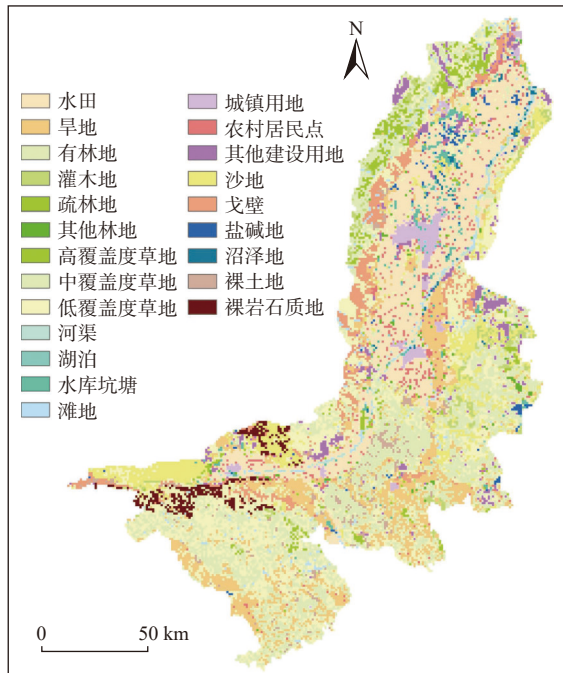 N
水田
旱地
有林地
灌木地
疏林地
其他林地
高覆盖度草地
中覆盖度草地
低覆盖度草地
河渠
湖泊
水库坑塘
滩地
城镇用地
农村居民点
其他建设用地
沙地
戈壁
盐碱地
沼泽地
裸土地
裸岩石质地
0 50 km